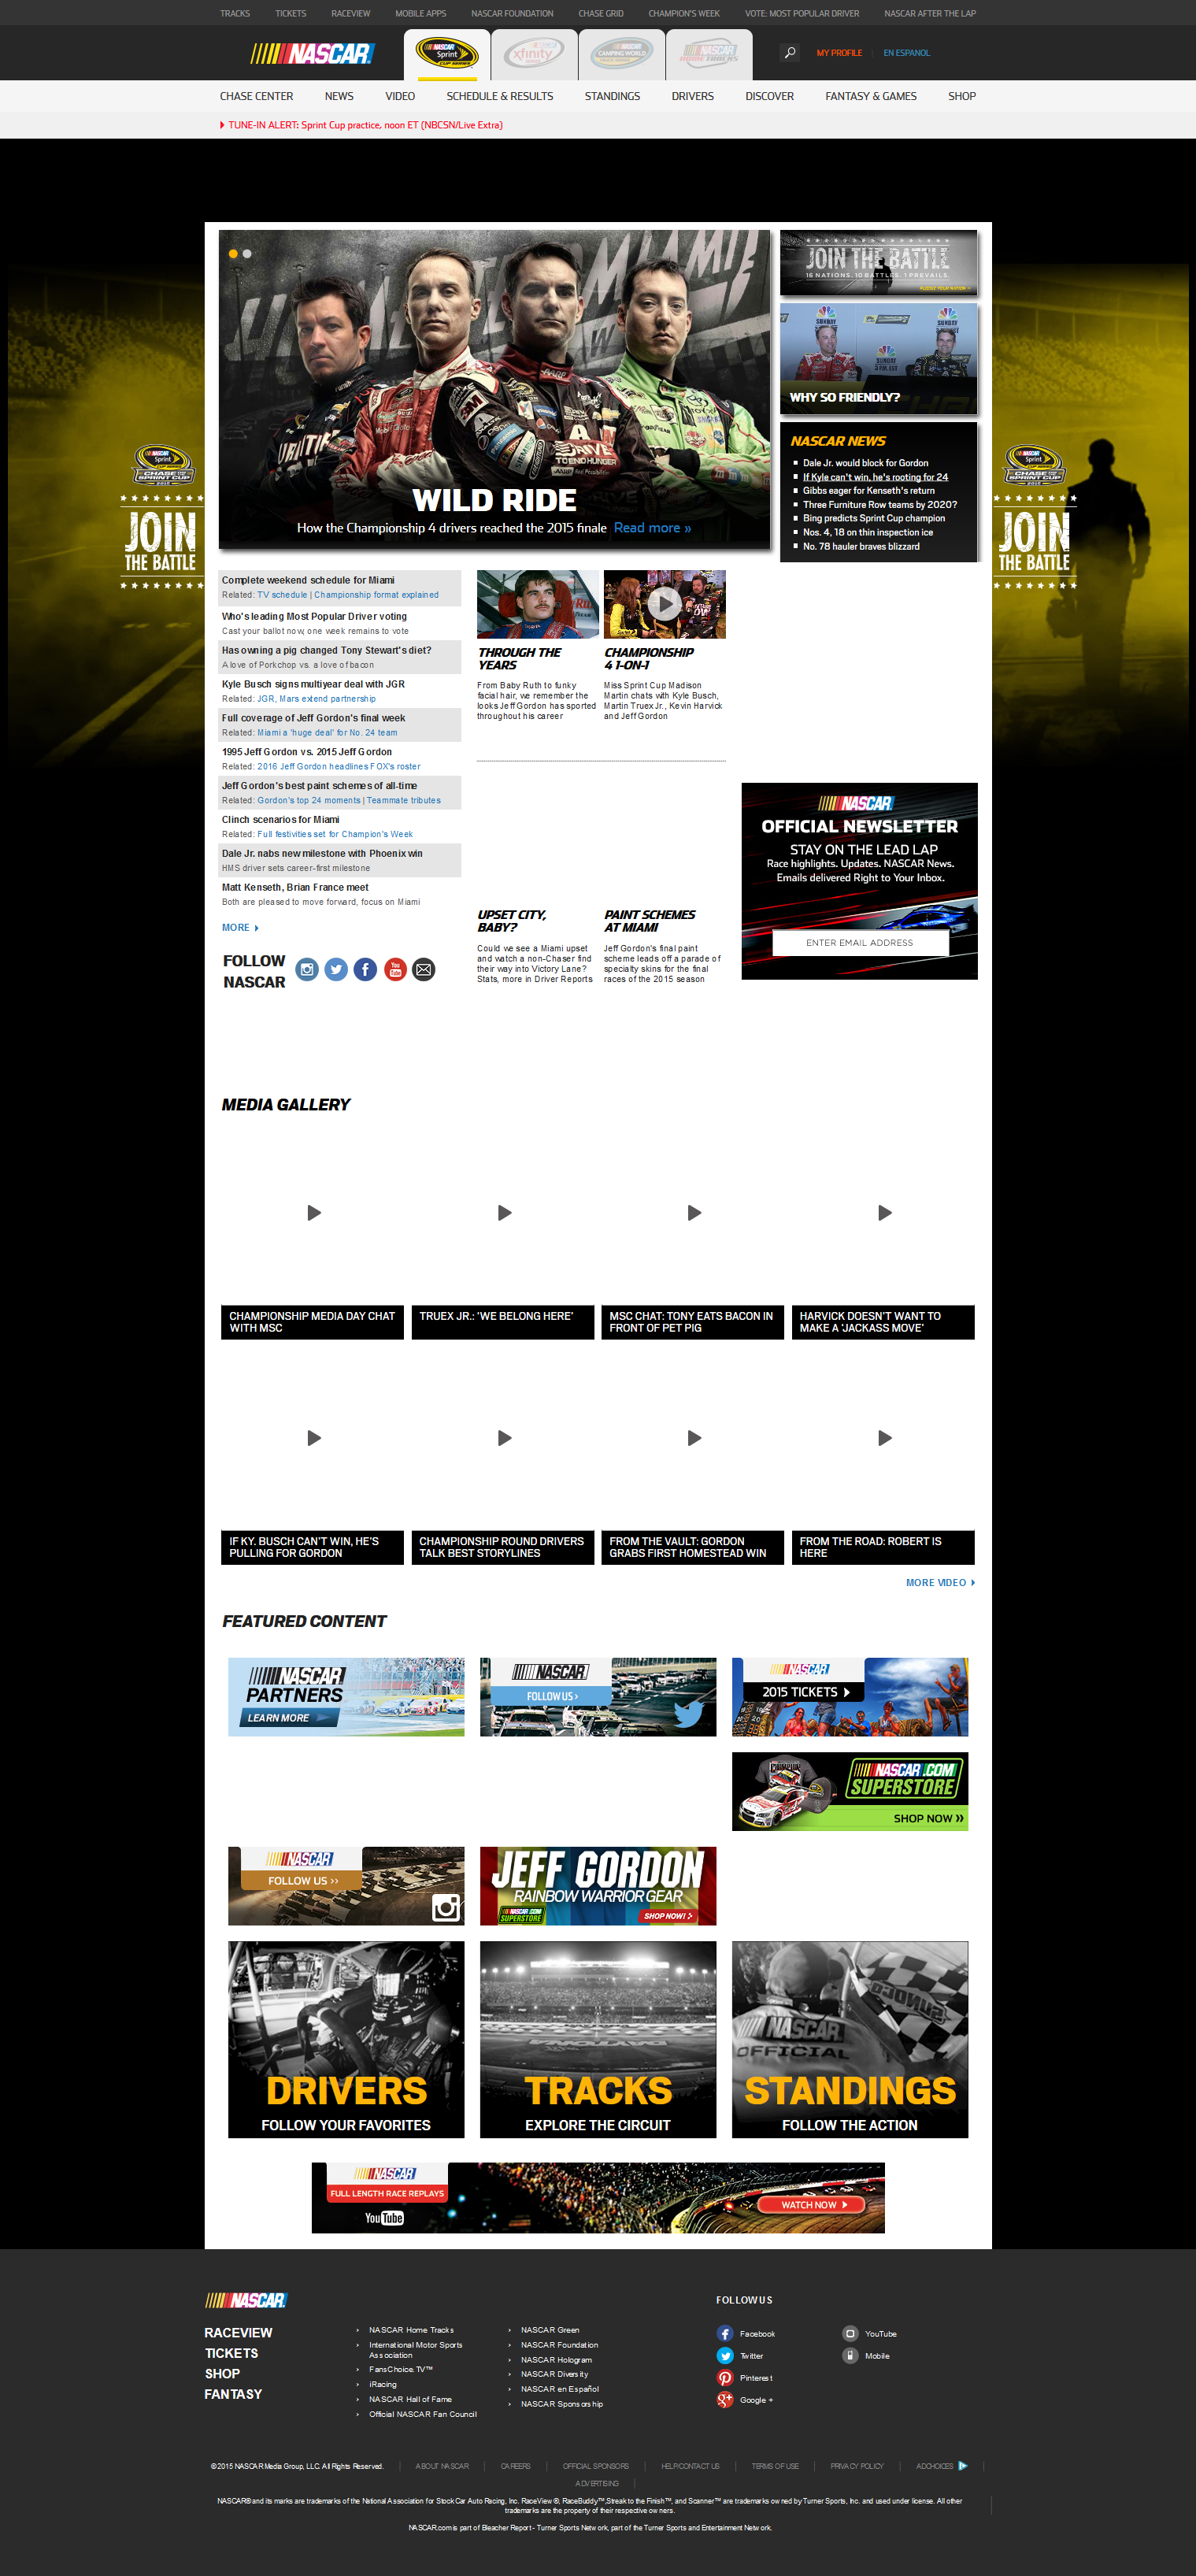 TRACKS TICKETS RACEVIEW MOBILE APPS NASCAR FOUNDATION CHASE GRID CHAMPION'S WEEK VOTE: MOST POPULAR DRIVER NASCAR AFTER THE LAP
NASCAR
NASCAR Sprint CUP SERIES
xfinity
CAMPING WORLD
NASCAR HOME TRACKS
MY PROFILE EN ESPANOL
CHASE CENTER NEWS VIDEO SCHEDULE & RESULTS STANDINGS DRIVERS DISCOVER FANTASY & GAMES SHOP
TUNE-IN ALERT: Sprint Cup practice, noon ET (NBCSN/Live Extra)
JOIN THE BATTLE
16 NATIONS. 10 BATTLES. 1 PREVAILS.
SUNDAY
WHY SO FRIENDLY?
WILD RIDE
How the Championship 4 drivers reached the 2015 finale Read more »
NASCAR NEWS
Dale Jr. would block for Gordon
If Kyle can't win, he's rooting for 24
Gibbs eager for Kenseth's return
Three Furniture Row teams by 2020?
Bing predicts Sprint Cup champion
Nos. 4, 18 on thin inspection ice
No. 78 hauler braves blizzard
Sprint
CHASE SPRINT CUP
JOIN
THE BATTLE
Sprint
CHASE SPRINT CUP
JOIN
THE BATTLE
Complete weekend schedule for Miami
Related: TV schedule | Championship format explained
Who's leading Most Popular Driver voting
Cast your ballot now, one week remains to vote
Has owning a pig changed Tony Stewart's diet?
A love of Porkchop vs. a love of bacon
Kyle Busch signs multiyear deal with JGR
Related: JGR, Mars extend partnership
Full coverage of Jeff Gordon's final week
Related: Miami a 'huge deal' for No. 24 team
1995 Jeff Gordon vs. 2015 Jeff Gordon
Related: 2016 Jeff Gordon headlines FOX's roster
Jeff Gordon's best paint schemes of all-time
Related: Gordon's top 24 moments | Teammate tributes
Clinch scenarios for Miami
Related: Full festivities set for Champion's Week
Dale Jr. nabs new milestone with Phoenix win
HMS driver sets career-first milestone
Matt Kenseth, Brian France meet
Both are pleased to move forward, focus on Miami
MORE
FOLLOW
NASCAR
THROUGH THE
YEARS
From Baby Ruth to funky
facial hair, we remember the
looks Jeff Gordon has sported
throughout his career
CHAMPIONSHIP
4 1-ON-1
Miss Sprint Cup Madison
Martin chats with Kyle Busch,
Martin Truex Jr., Kevin Harvick
and Jeff Gordon
UPSET CITY,
BABY?
Could we see a Miami upset
and watch a non-Chaser find
their way into Victory Lane?
Stats, more in Driver Reports
PAINT SCHEMES
AT MIAMI
Jeff Gordon's final paint
scheme leads off a parade of
specialty skins for the final
races of the 2015 season
NASCAR
OFFICIAL NEWSLETTER
STAY ON THE LEAD LAP
Race highlights. Updates. NASCAR News.
Emails delivered Right to Your Inbox.
ENTER EMAIL ADDRESS
MEDIA GALLERY
CHAMPIONSHIP MEDIA DAY CHAT
WITH MSC
TRUEX JR.: 'WE BELONG HERE'
MSC CHAT: TONY EATS BACON IN
FRONT OF PET PIG
HARVICK DOESN'T WANT TO
MAKE A 'JACKASS MOVE'
IF KY. BUSCH CAN'T WIN, HE'S
PULLING FOR GORDON
CHAMPIONSHIP ROUND DRIVERS
TALK BEST STORYLINES
FROM THE VAULT: GORDON
GRABS FIRST HOMESTEAD WIN
FROM THE ROAD: ROBERT IS
HERE
MORE VIDEO
FEATURED CONTENT
NASCAR
PARTNERS
LEARN MORE
NASCAR
FOLLOW US ›
NASCAR
2015 TICKETS
NASCAR.COM
SUPERSTORE
SHOP NOW »
NASCAR
FOLLOW US ››
JEFF GORDON
RAINBOW WARRIOR GEAR
NASCAR.COM
SUPERSTORE
SHOP NOW!
DRIVERS
FOLLOW YOUR FAVORITES
TRACKS
EXPLORE THE CIRCUIT
NASCAR
OFFICIAL
STANDINGS
FOLLOW THE ACTION
NASCAR
FULL LENGTH RACE REPLAYS
YouTube
WATCH NOW
NASCAR
RACEVIEW
TICKETS
SHOP
FANTASY
NASCAR Home Tracks
International Motor Sports
Association
FansChoice.TV™
iRacing
NASCAR Hall of Fame
Official NASCAR Fan Council
NASCAR Green
NASCAR Foundation
NASCAR Hologram
NASCAR Diversity
NASCAR en Español
NASCAR Sponsorship
FOLLOW US
Facebook
Twitter
Pinterest
Google +
YouTube
Mobile
© 2015 NASCAR Media Group, LLC. All Rights Reserved. ABOUT NASCAR CAREERS OFFICIAL SPONSORS HELP/CONTACT US TERMS OF USE PRIVACY POLICY ADCHOICES
ADVERTISING
NASCAR® and its marks are trademarks of the National Association for Stock Car Auto Racing, Inc. RaceView®, RaceBuddy™, Streak to the Finish™, and Scanner™ are trademarks owned by Turner Sports, Inc. and used under license. All other
trademarks are the property of their respective owners.
NASCAR.com is part of Bleacher Report - Turner Sports Network, part of the Turner Sports and Entertainment Network.